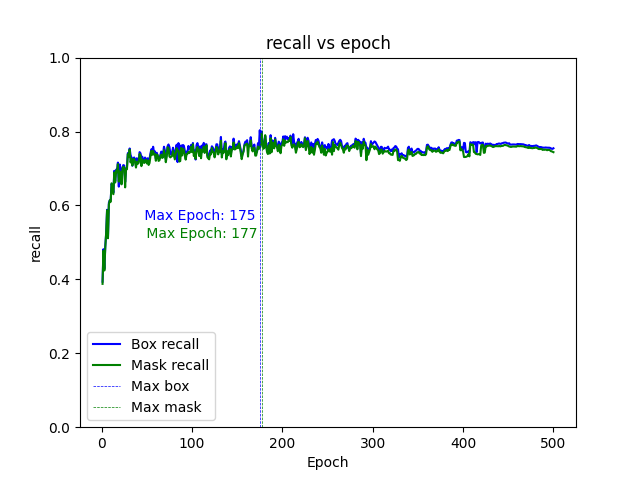 recall vs epoch
1.0
0.8
0.6
0.4
0.2
0.0
recall
Max Epoch: 175
Max Epoch: 177
Box recall
Mask recall
Max box
Max mask
0 100 200 300 400 500
Epoch